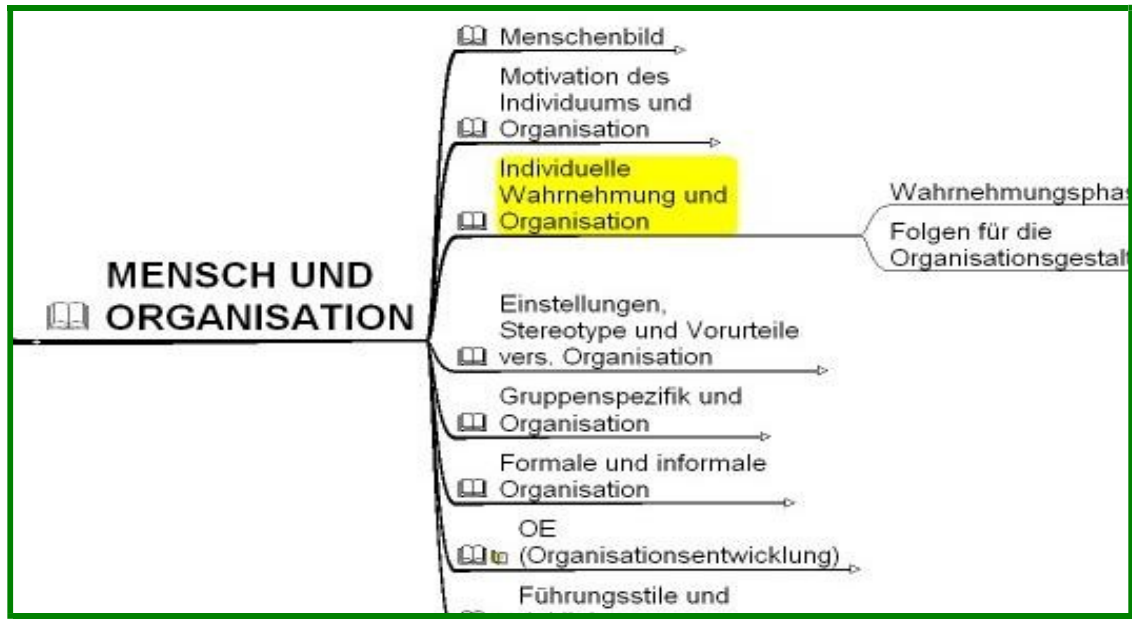 Menschenbild
Motivation des
Individuums und
Organisation
Individuelle
Wahrnehmung und
Organisation
Folgen für die
MENSCH UND
ORGANISATION
Einstellungen,
Stereotype und Vorurteile
vers. Organisation
Gruppenspezifik und
Organisation
Formale und informale
Organisation
OE
(Organisationsentwicklung)
Führungsstile und